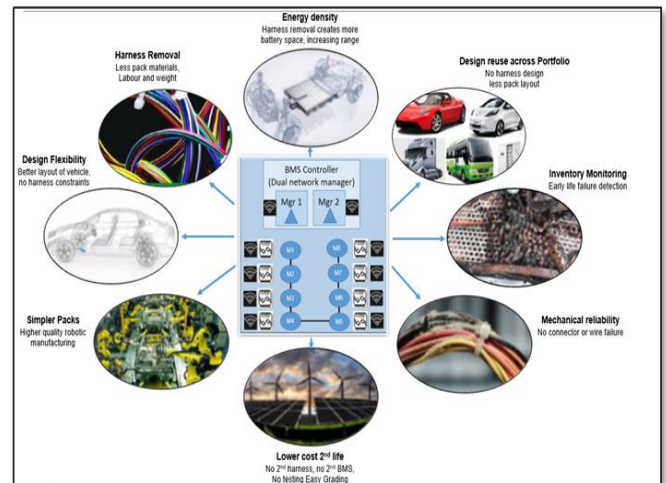 Energy density
Harness removal creates more
battery space, increasing range
Harness Removal
Less pack materials,
Labour and weight
Design reuse across Portfolio
No harness design
less pack layout
Design Flexibility
Better layout of vehicle,
no harness constraints
BMS Controller
(Dual network manager)
Mgr 1
Mgr 2
Inventory Monitoring
Early life failure detection
M1
M8
M2
M7
M3
M6
M4
M5
Simpler Packs
Higher quality robotic
manufacturing
Mechanical reliability
No connector or wire failure
Lower cost 2nd life
No 2nd harness, no 2nd BMS,
No testing Easy Grading